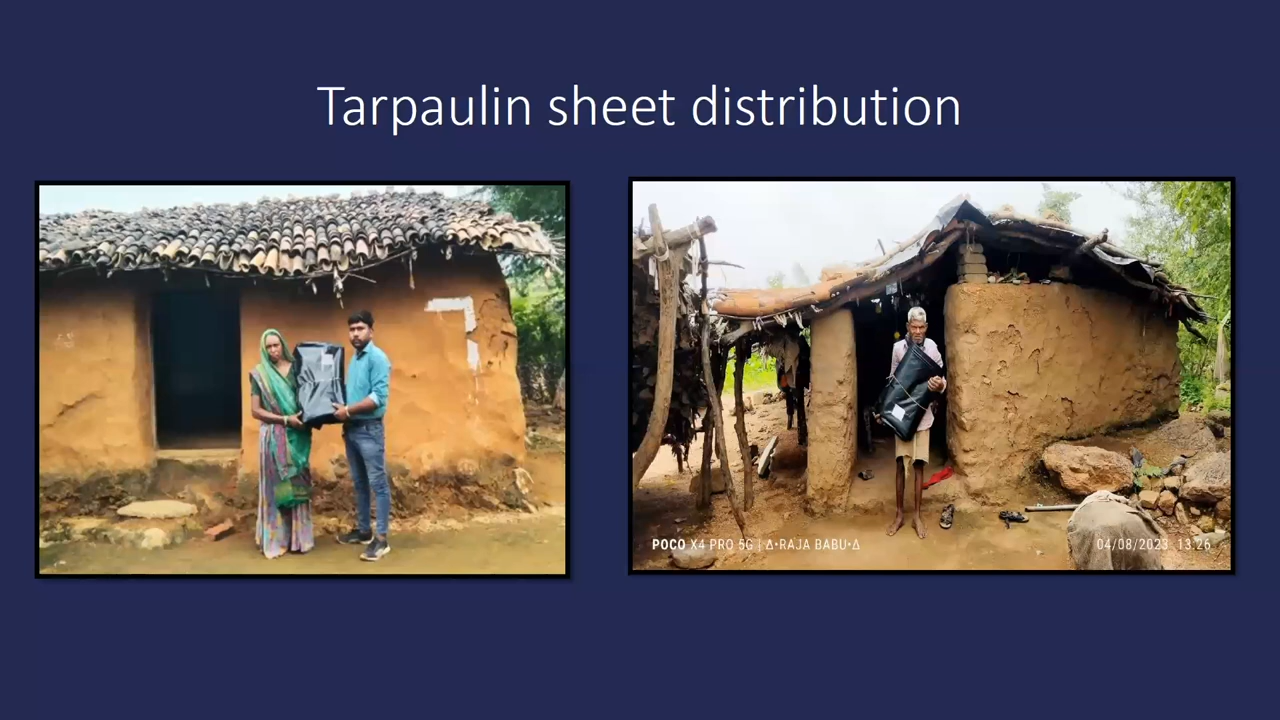 Tarpaulin sheet distribution
POCO X4 PRO 5G | Δ•RAJA BABU•Δ
04/08/2023 13:26